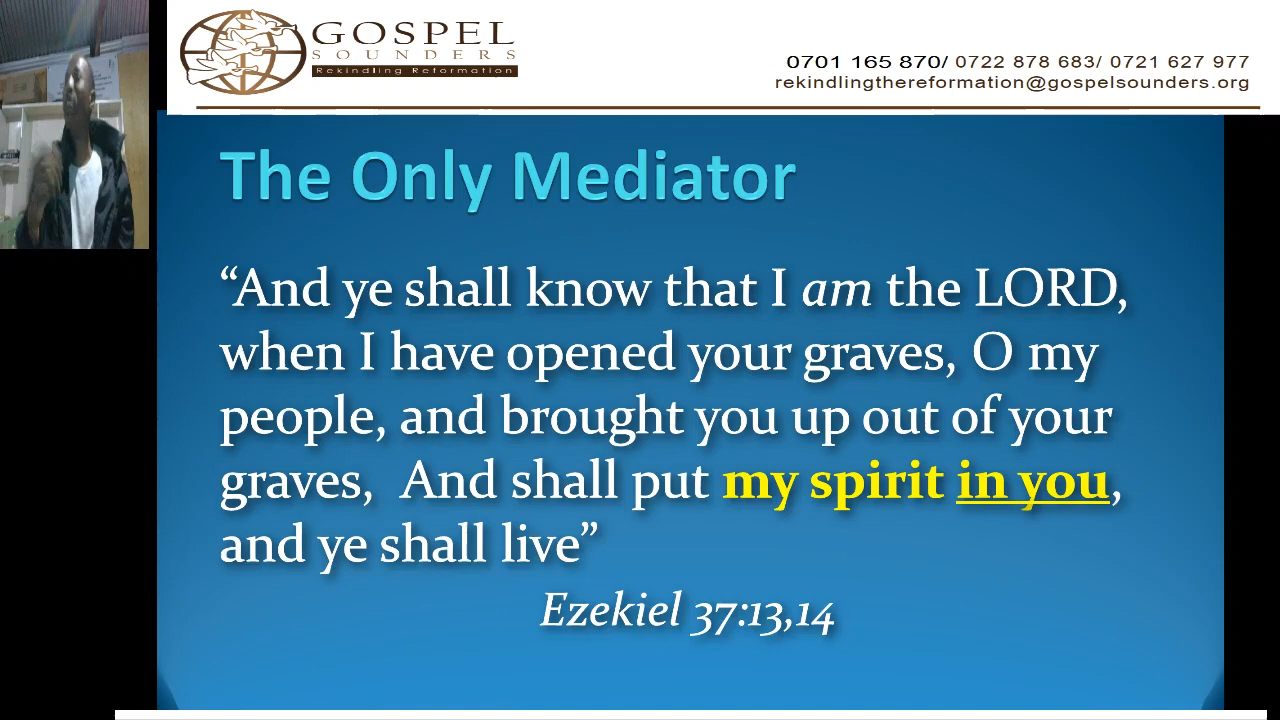 GOSPEL
SOUNDERS
Rekindling Reformation
0701 165 870/ 0722 878 683/ 0721 627 977
rekindlingthereformation@gospelsounders.org
The Only Mediator
“And ye shall know that I am the LORD,
when I have opened your graves, O my
people, and brought you up out of your
graves,  And shall put my spirit in you,
and ye shall live”
Ezekiel 37:13,14